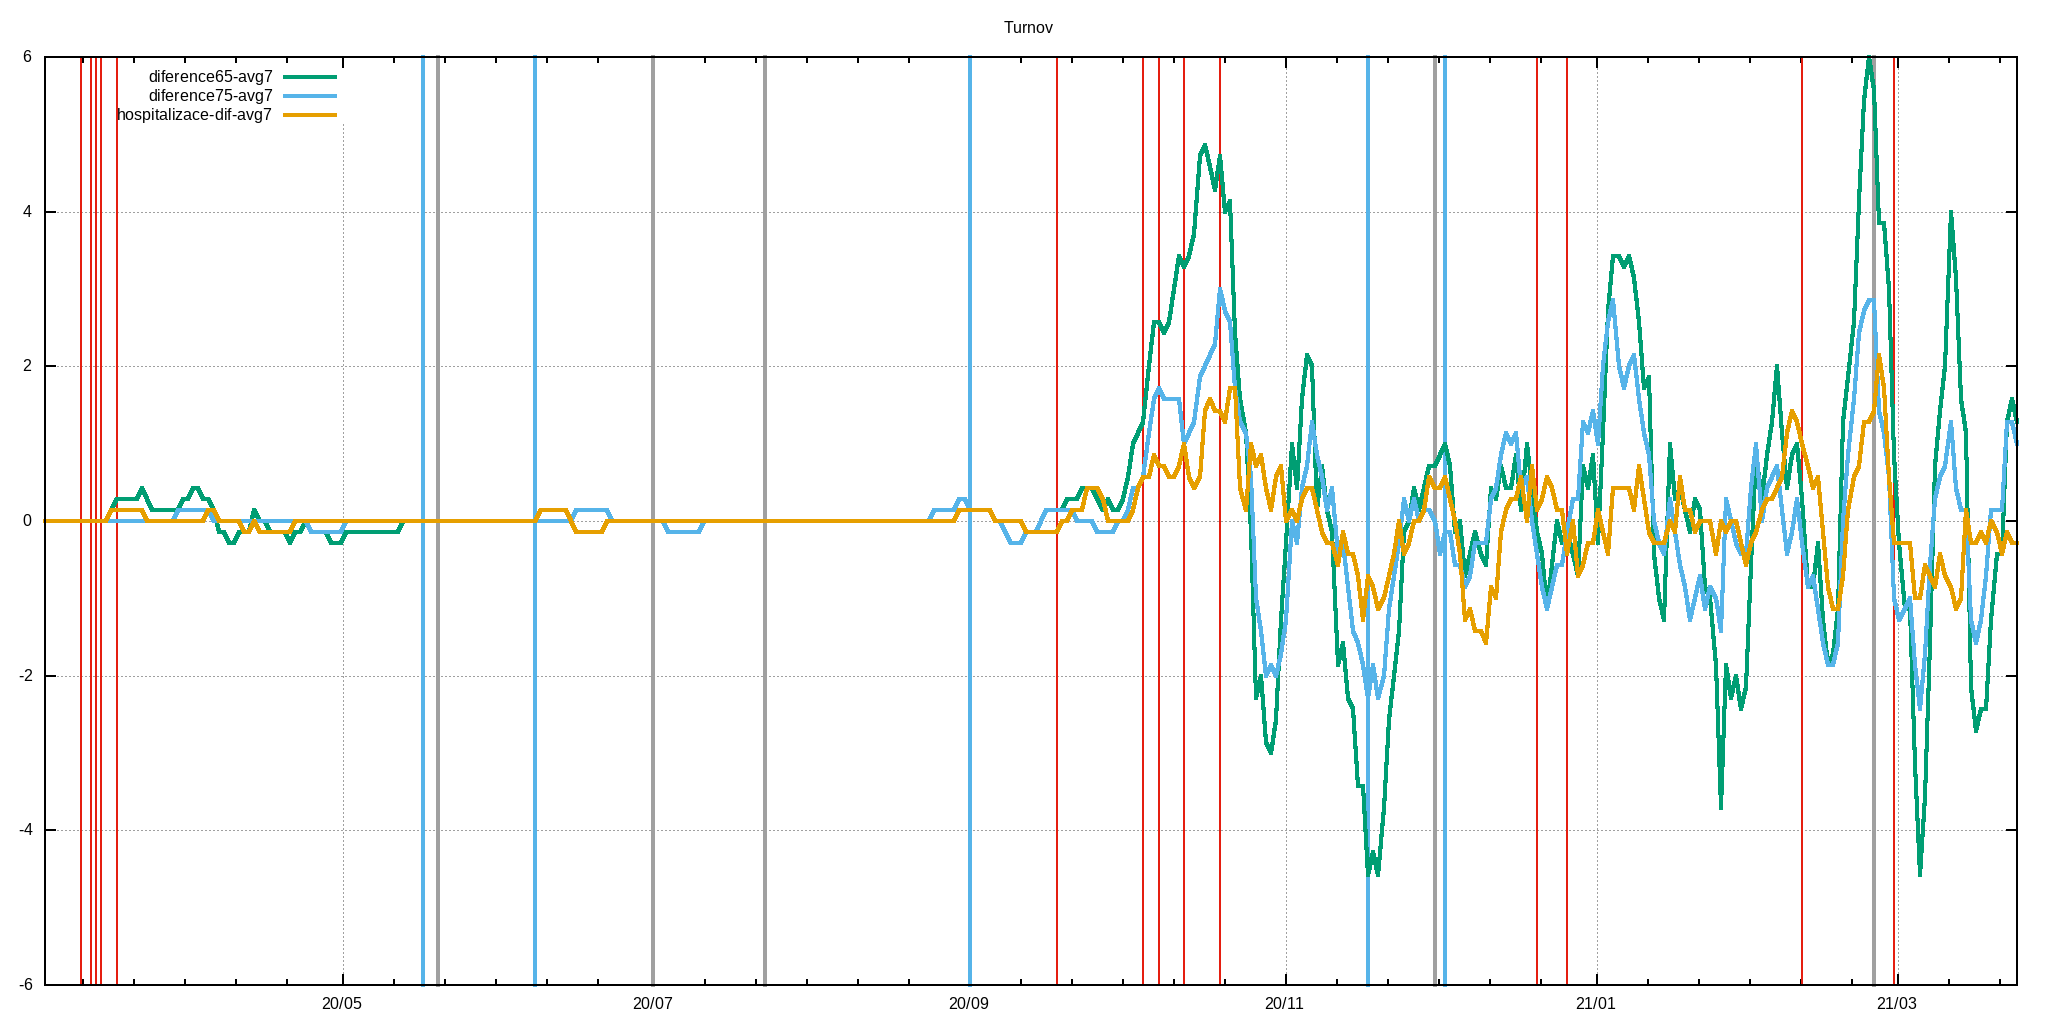 Turnov
6
diference65-avg7
diference75-avg7
hospitalizace-dif-avg7
4
2
0
-2
-4
-6
20/05 20/07 20/09 20/11 21/01 21/03